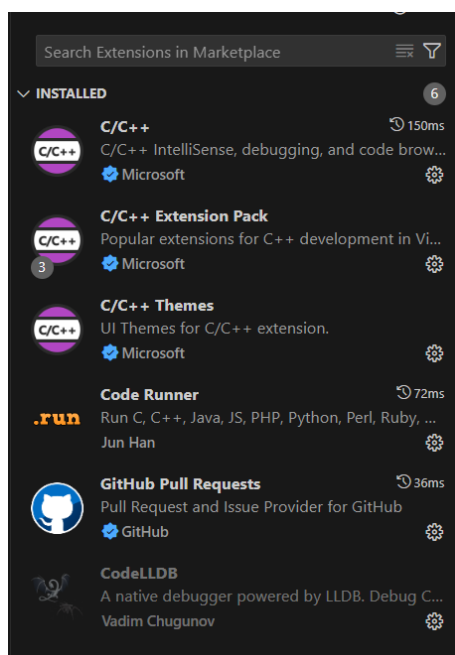 Search Extensions in Marketplace
INSTALLED
6
C/C++
C/C++
150ms
C/C++ IntelliSense, debugging, and code brow...
Microsoft
C/C++
3
C/C++ Extension Pack
Popular extensions for C++ development in Vi...
Microsoft
C/C++
C/C++ Themes
UI Themes for C/C++ extension.
Microsoft
.run
Code Runner
72ms
Run C, C++, Java, JS, PHP, Python, Perl, Ruby, ...
Jun Han
GitHub Pull Requests
36ms
Pull Request and Issue Provider for GitHub
GitHub
CodeLLDB
A native debugger powered by LLDB. Debug C...
Vadim Chugunov